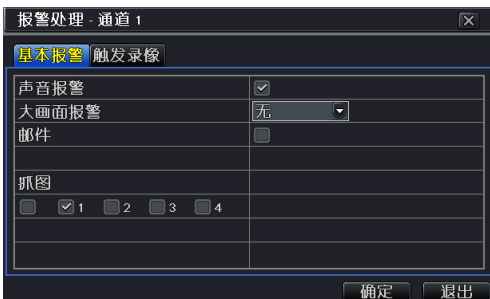 报警处理 - 通道 1
基本报警 触发录像
声音报警
大画面报警 无
邮件
抓图
1 2 3 4
确定 退出